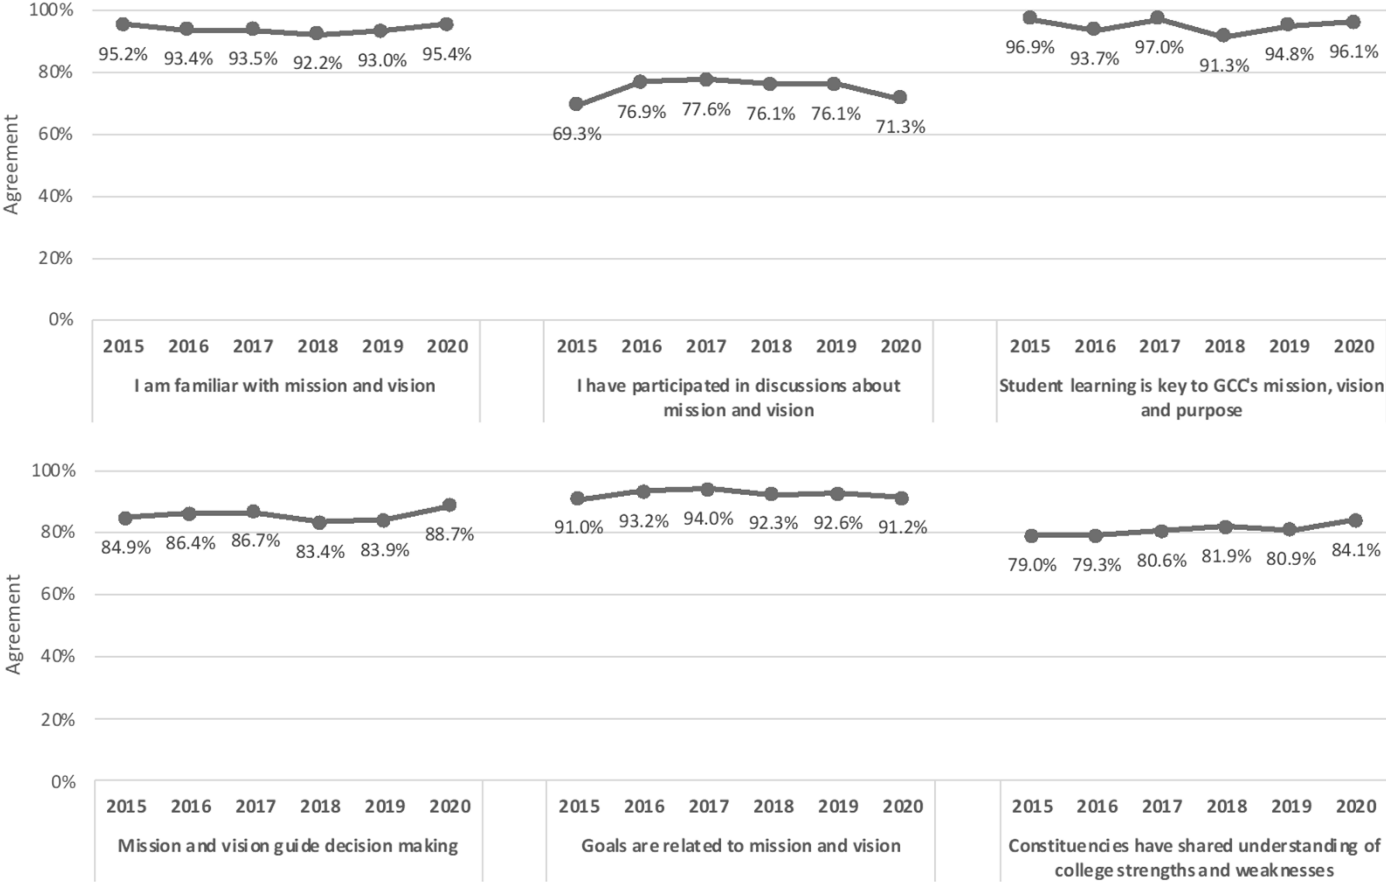 100%
80%
60%
40%
20%
0%
Agreement
95.2% 93.4% 93.5% 92.2% 93.0% 95.4%
69.3% 76.9% 77.6% 76.1% 76.1% 71.3%
96.9% 93.7% 97.0% 91.3% 94.8% 96.1%
2015 2016 2017 2018 2019 2020
I am familiar with mission and vision
2015 2016 2017 2018 2019 2020
I have participated in discussions about
mission and vision
2015 2016 2017 2018 2019 2020
Student learning is key to GCC's mission, vision
and purpose
100%
80%
60%
40%
20%
0%
Agreement
84.9% 86.4% 86.7% 83.4% 83.9% 88.7%
91.0% 93.2% 94.0% 92.3% 92.6% 91.2%
79.0% 79.3% 80.6% 81.9% 80.9% 84.1%
2015 2016 2017 2018 2019 2020
Mission and vision guide decision making
2015 2016 2017 2018 2019 2020
Goals are related to mission and vision
2015 2016 2017 2018 2019 2020
Constituencies have shared understanding of
college strengths and weaknesses